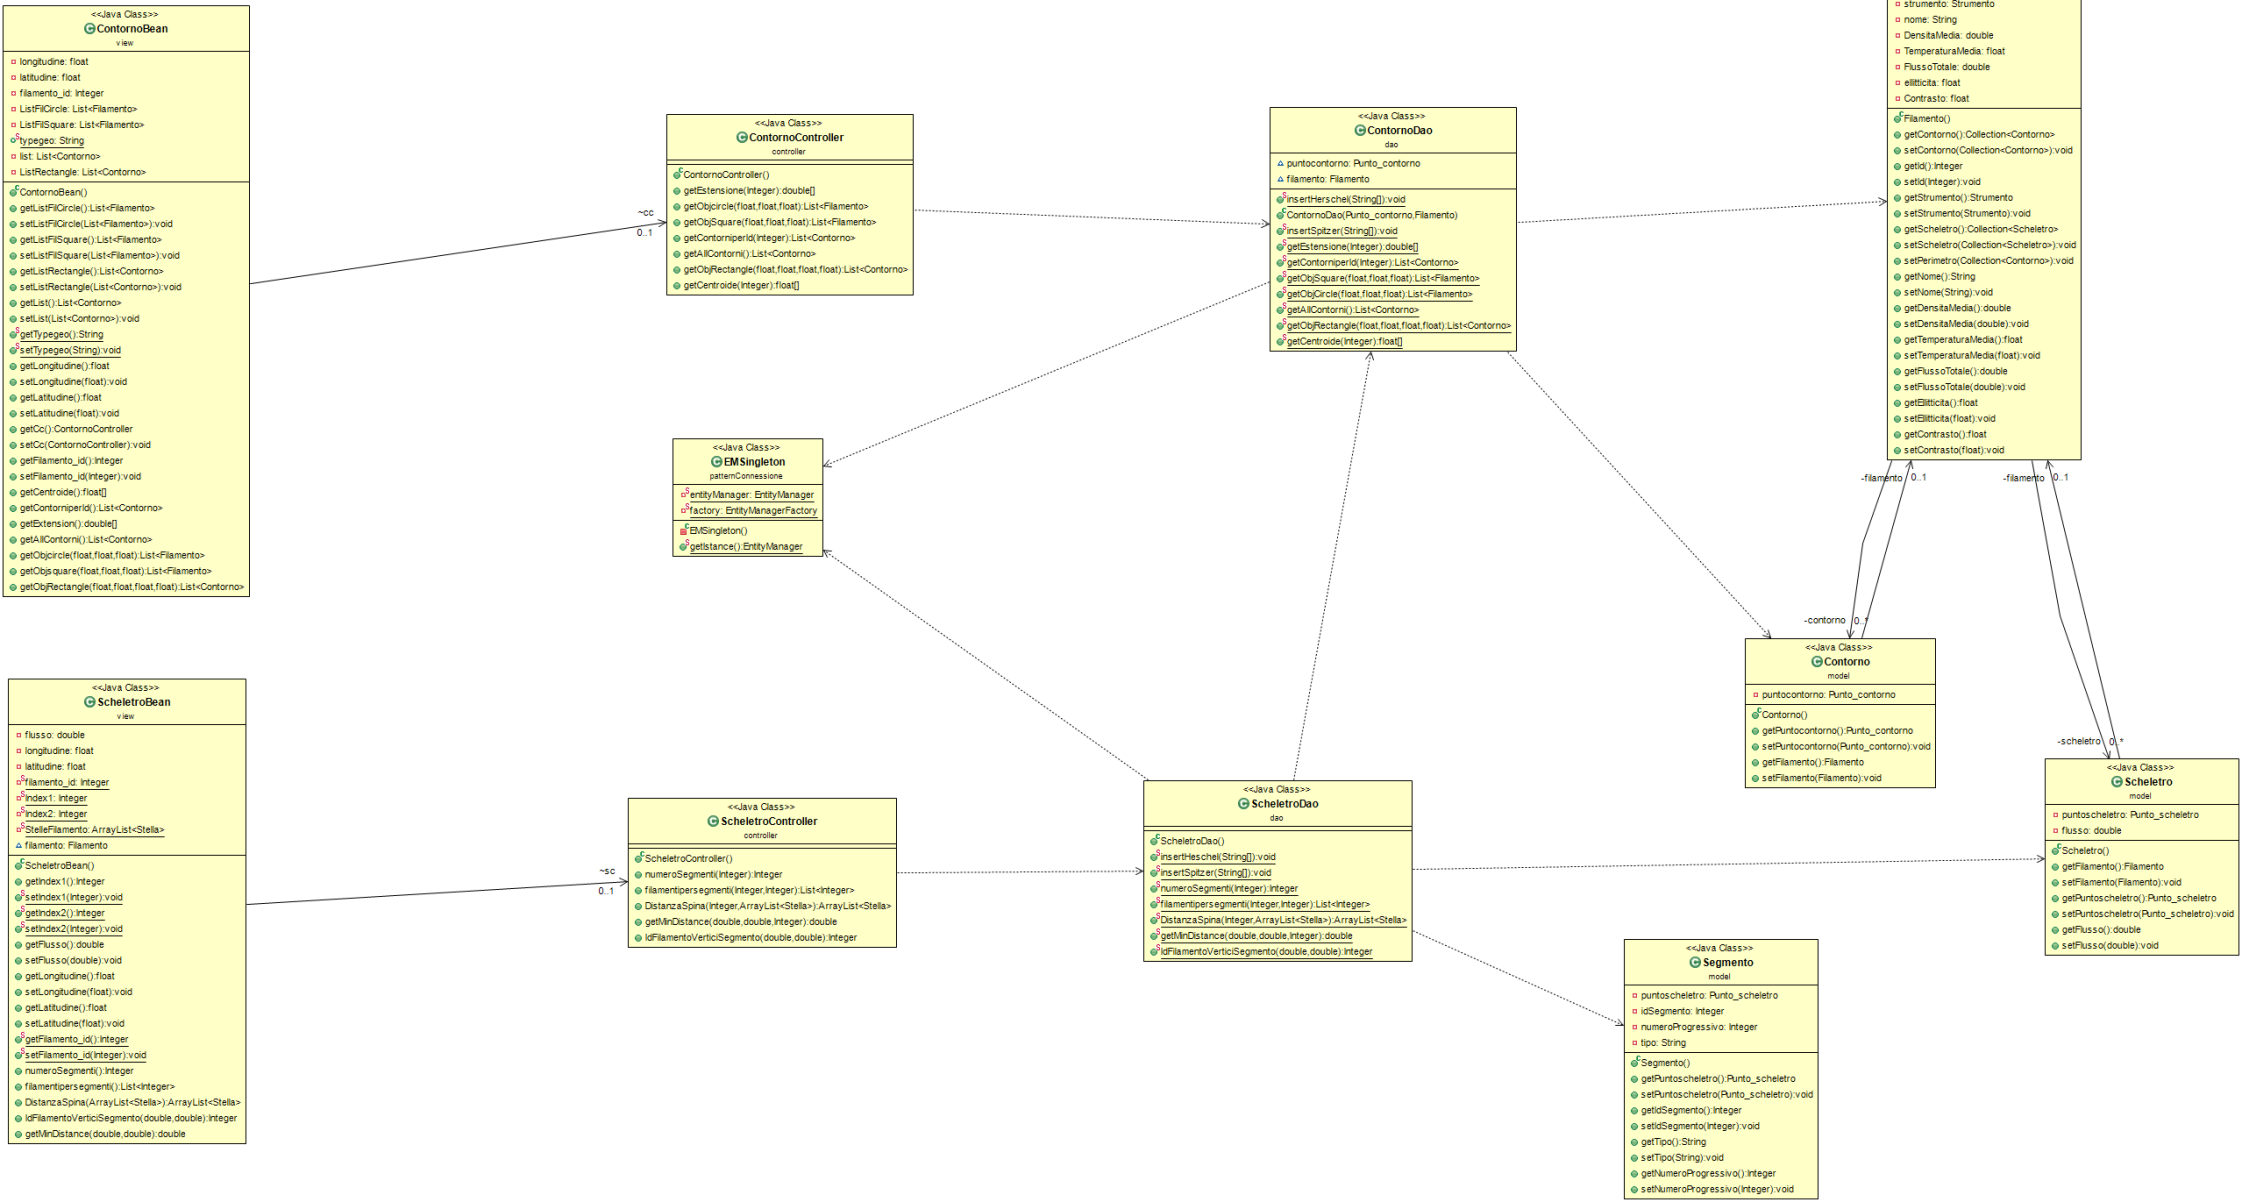 <<Java Class>>
ContornoBean
view
longitudine: float
latitudine: float
filamento_id: Integer
ListFilCircle: List<Filamento>
ListFilSquare: List<Filamento>
typegeo: String
list: List<Contorno>
ListRectangle: List<Contorno>
ContornoBean()
getListFilCircle():List<Filamento>
setListFilCircle(List<Filamento>):void
getListFilSquare():List<Filamento>
setListFilSquare(List<Filamento>):void
getListRectangle():List<Contorno>
setListRectangle(List<Contorno>):void
getList():List<Contorno>
setList(List<Contorno>):void
getTypegeo():String
setTypegeo(String):void
getLongitudine():float
setLongitudine(float):void
getLatitudine():float
setLatitudine(float):void
getCc():ContornoController
setCc(ContornoController):void
getFilamento_id():Integer
setFilamento_id(Integer):void
getCentroide():float[]
getContorniperId():List<Contorno>
getExtension():double[]
getAllContorni():List<Contorno>
getObjcircle(float,float,float):List<Filamento>
getObjsquare(float,float,float):List<Filamento>
getObjRectangle(float,float,float,float):List<Contorno>
~cc
0..1
<<Java Class>>
ContornoController
controller
ContornoController()
getEstensione(Integer):double[]
getObjcircle(float,float,float):List<Filamento>
getObjSquare(float,float,float):List<Filamento>
getContorniperId(Integer):List<Contorno>
getAllContorni():List<Contorno>
getObjRectangle(float,float,float,float):List<Contorno>
getCentroide(Integer):float[]
<<Java Class>>
ContornoDao
dao
puntocontorno: Punto_contorno
filamento: Filamento
insertHerschel(String[]):void
ContornoDao(Punto_contorno,Filamento)
insertSpitzer(String[]):void
getEstensione(Integer):double[]
getContorniperId(Integer):List<Contorno>
getObjSquare(float,float,float):List<Filamento>
getObjCircle(float,float,float):List<Filamento>
getAllContorni():List<Contorno>
getObjRectangle(float,float,float,float):List<Contorno>
getCentroide(Integer):float[]
strumento: Strumento
nome: String
DensitaMedia: double
TemperaturaMedia: float
FlussoTotale: double
ellitticita: float
Contrasto: float
Filamento()
getContorno():Collection<Contorno>
setContorno(Collection<Contorno>):void
getId():Integer
setId(Integer):void
getStrumento():Strumento
setStrumento(Strumento):void
getScheletro():Collection<Scheletro>
setScheletro(Collection<Scheletro>):void
setPerimetro(Collection<Contorno>):void
getNome():String
setNome(String):void
getDensitaMedia():double
setDensitaMedia(double):void
getTemperaturaMedia():float
setTemperaturaMedia(float):void
getFlussoTotale():double
setFlussoTotale(double):void
getEllitticita():float
setEllitticita(float):void
getContrasto():float
setContrasto(float):void
-filamento 0..1
-filamento 0..1
<<Java Class>>
EMSingleton
patternConnessione
entityManager: EntityManager
factory: EntityManagerFactory
EMSingleton()
getIstance():EntityManager
-contorno 0..*
<<Java Class>>
Contorno
model
puntocontorno: Punto_contorno
Contorno()
getPuntocontorno():Punto_contorno
setPuntocontorno(Punto_contorno):void
getFilamento():Filamento
setFilamento(Filamento):void
-scheletro 0..*
<<Java Class>>
Scheletro
model
puntoscheletro: Punto_scheletro
flusso: double
Scheletro()
getFilamento():Filamento
setFilamento(Filamento):void
getPuntoscheletro():Punto_scheletro
setPuntoscheletro(Punto_scheletro):void
getFlusso():double
setFlusso(double):void
<<Java Class>>
ScheletroBean
view
flusso: double
longitudine: float
latitudine: float
filamento_id: Integer
Index1: Integer
Index2: Integer
StelleFilamento: ArrayList<Stella>
filamento: Filamento
ScheletroBean()
getIndex1():Integer
setIndex1(Integer):void
getIndex2():Integer
setIndex2(Integer):void
getFlusso():double
setFlusso(double):void
getLongitudine():float
setLongitudine(float):void
getLatitudine():float
setLatitudine(float):void
getFilamento_id():Integer
setFilamento_id(Integer):void
numeroSegmenti():Integer
filamentipersegmenti():List<Integer>
DistanzaSpina(ArrayList<Stella>):ArrayList<Stella>
IdFilamentoVerticiSegmento(double,double):Integer
getMinDistance(double,double):double
~sc
0..1
<<Java Class>>
ScheletroController
controller
ScheletroController()
numeroSegmenti(Integer):Integer
filamentipersegmenti(Integer,Integer):List<Integer>
DistanzaSpina(Integer,ArrayList<Stella>):ArrayList<Stella>
getMinDistance(double,double,Integer):double
IdFilamentoVerticiSegmento(double,double):Integer
<<Java Class>>
ScheletroDao
dao
ScheletroDao()
insertHeschel(String[]):void
insertSpitzer(String[]):void
numeroSegmenti(Integer):Integer
filamentipersegmenti(Integer,Integer):List<Integer>
DistanzaSpina(Integer,ArrayList<Stella>):ArrayList<Stella>
getMinDistance(double,double,Integer):double
IdFilamentoVerticiSegmento(double,double):Integer
<<Java Class>>
Segmento
model
puntoscheletro: Punto_scheletro
idSegmento: Integer
numeroProgressivo: Integer
tipo: String
Segmento()
getPuntoscheletro():Punto_scheletro
setPuntoscheletro(Punto_scheletro):void
getIdSegmento():Integer
setIdSegmento(Integer):void
getTipo():String
setTipo(String):void
getNumeroProgressivo():Integer
setNumeroProgressivo(Integer):void